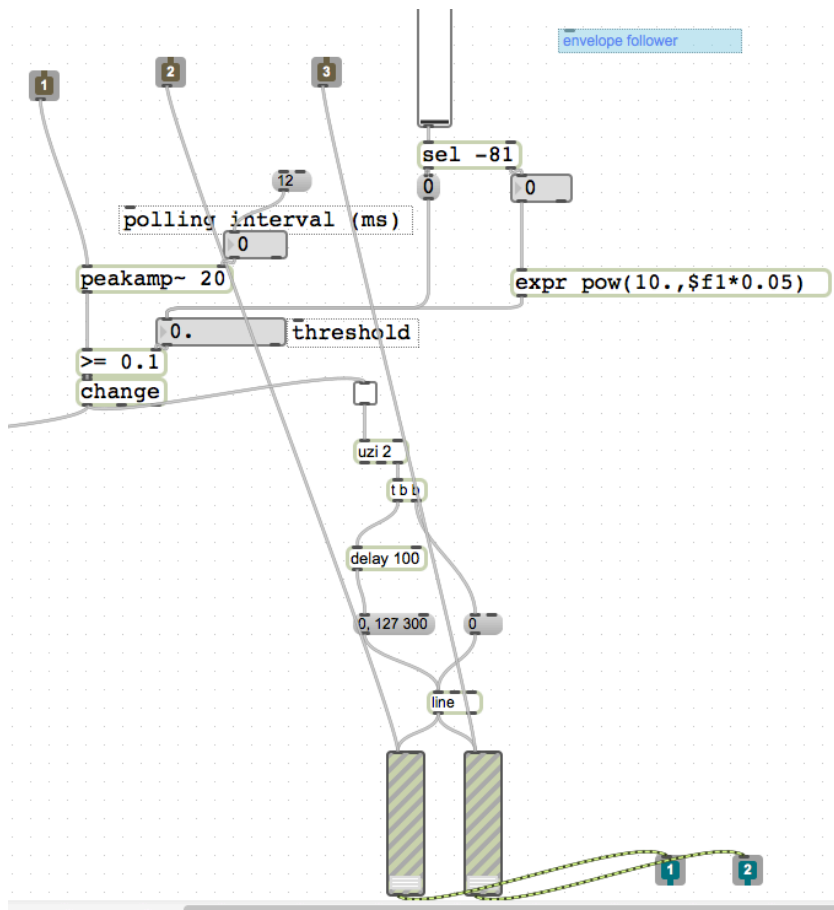 envelope follower
1
2
3
sel -81
12
0
0
polling interval (ms)
0
peakamp~ 20
expr pow(10.,$f1*0.05)
0.
threshold
>= 0.1
change
uzi 2
t b b
delay 100
0, 127 300
0
line
1
2